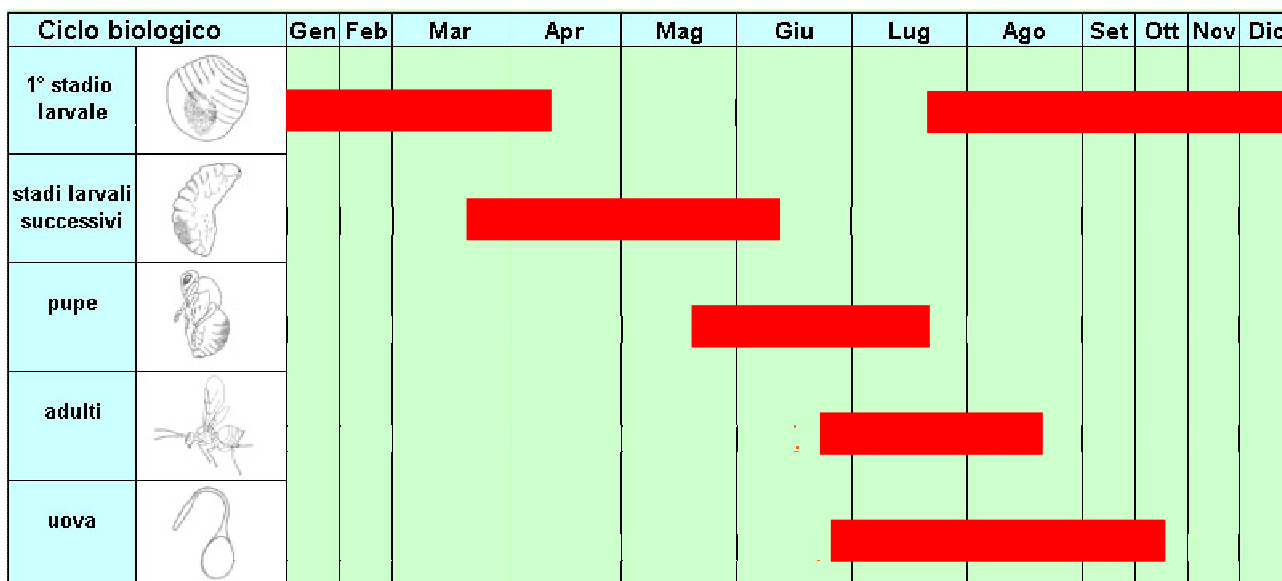 Ciclo biologico Gen Feb Mar Apr Mag Giu Lug Ago Set Ott Nov Dic
1° stadio
larvale
stadi larvali
successivi
pupe
adulti
uova